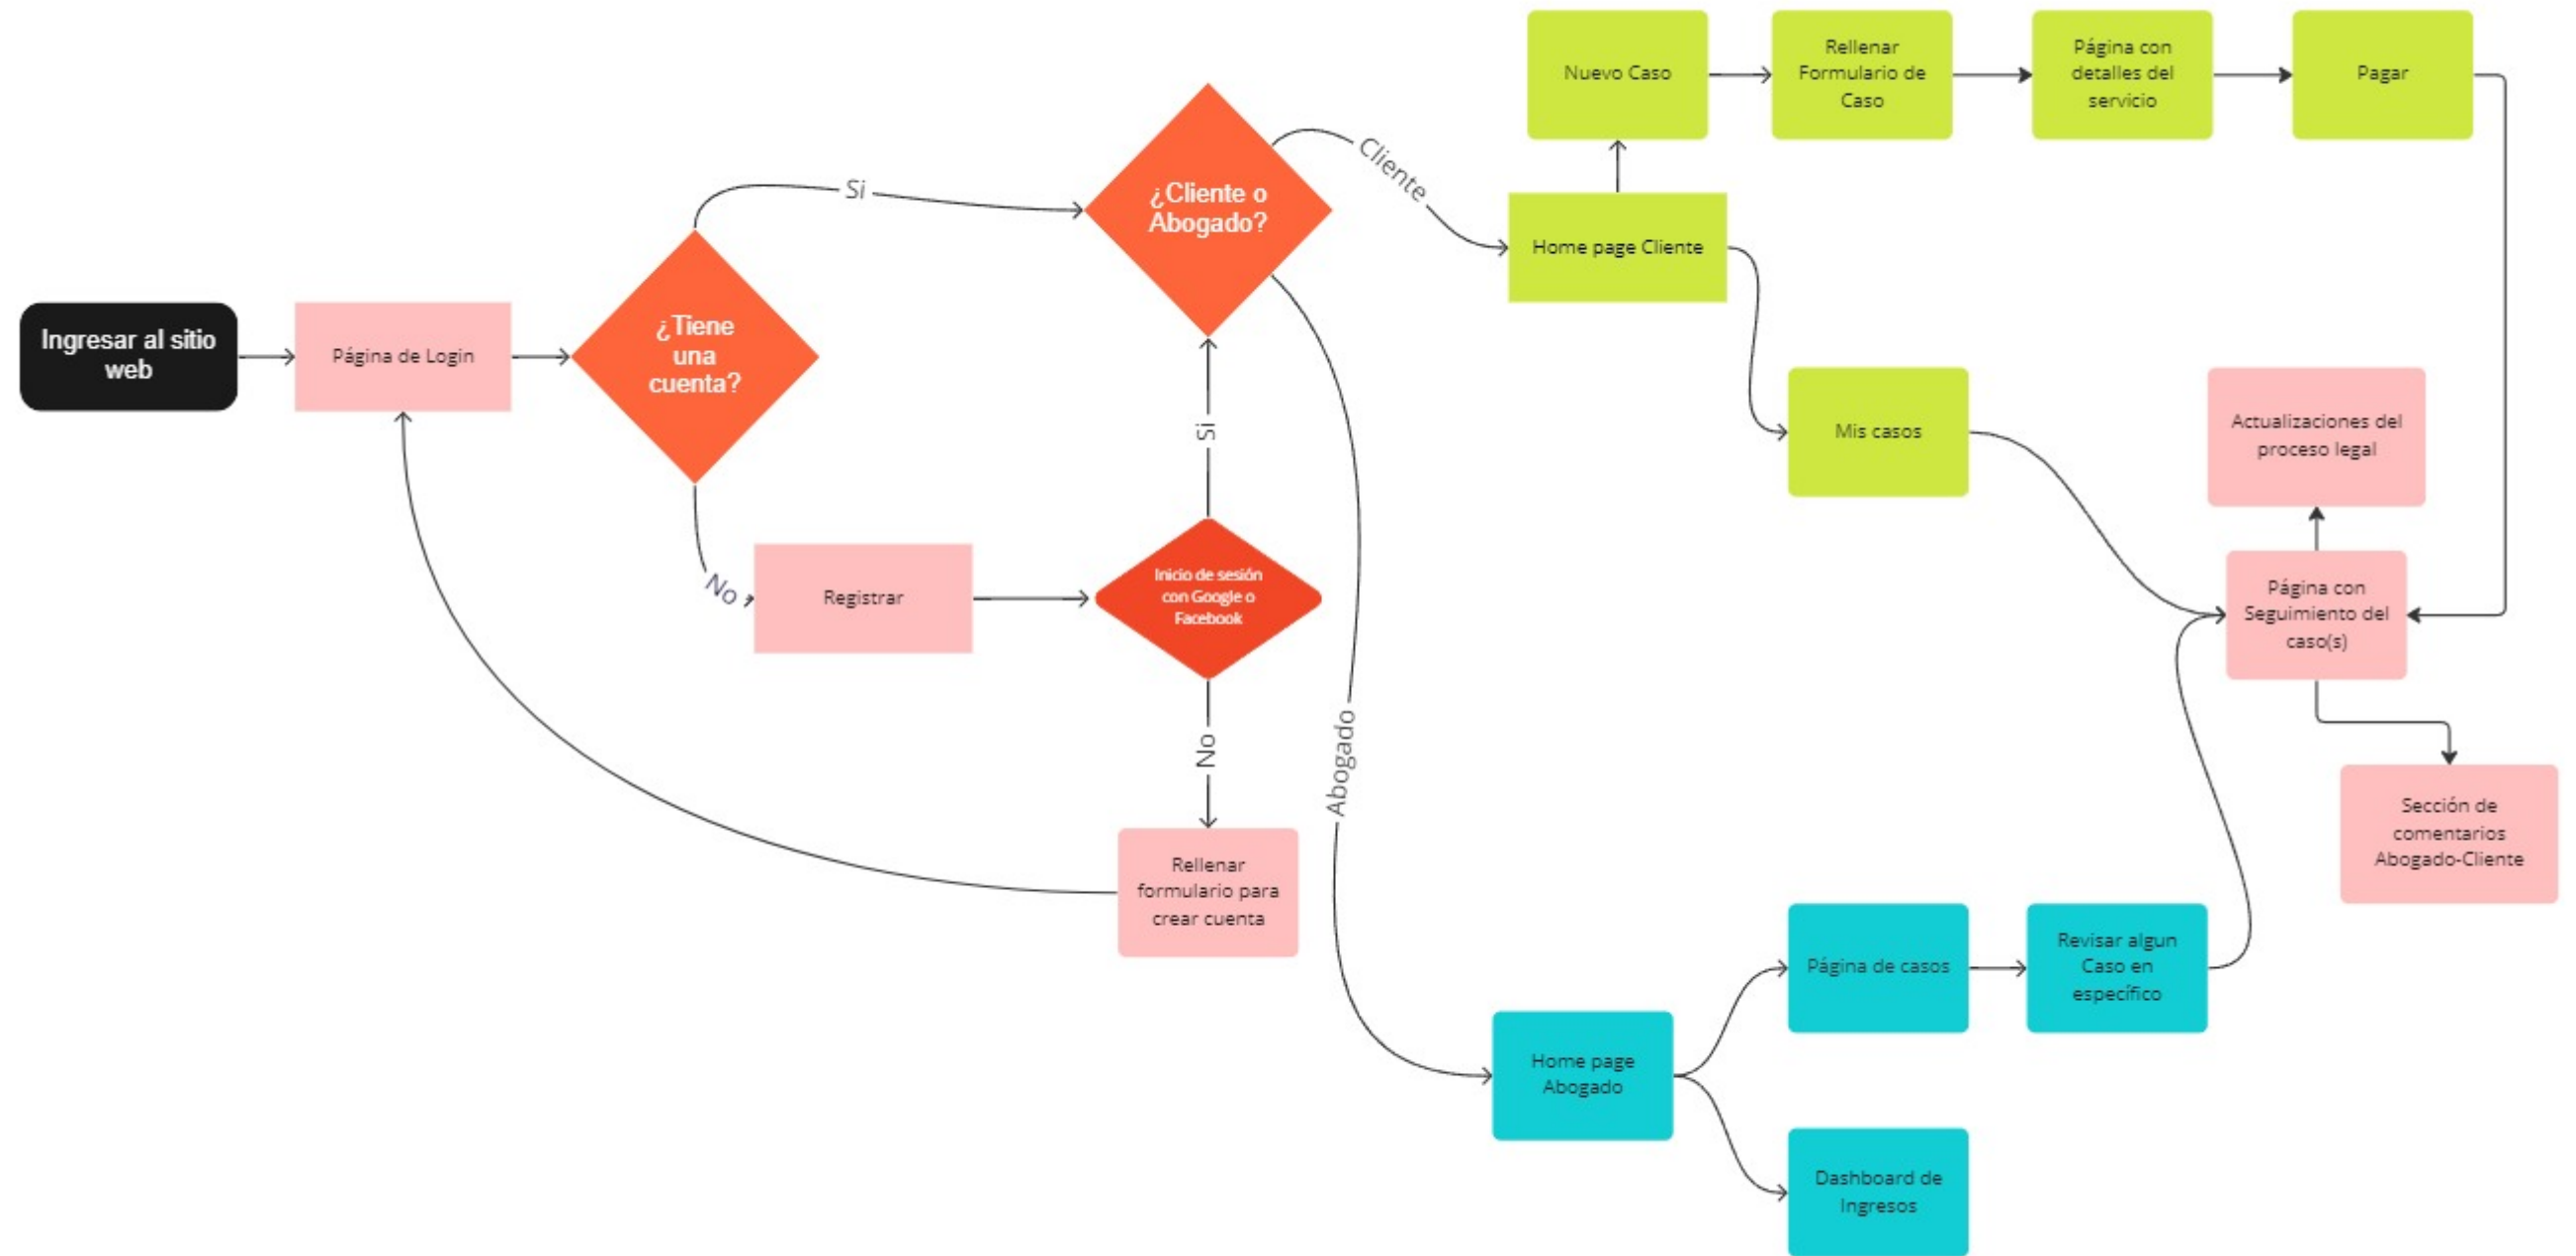 Ingresar al sitio
web
Página de Login
¿Tiene
una
cuenta?
Si
No
Registrar
Inicio de sesión
con Google o
Facebook
Si
No
Rellenar
formulario para
crear cuenta
¿Cliente o
Abogado?
Cliente
Abogado
Home page Cliente
Nuevo Caso
Rellenar
Formulario de
Caso
Página con
detalles del
servicio
Pagar
Mis casos
Actualizaciones del
proceso legal
Página con
Seguimiento del
caso(s)
Sección de
comentarios
Abogado-Cliente
Home page
Abogado
Página de casos
Revisar algun
Caso en
específico
Dashboard de
Ingresos